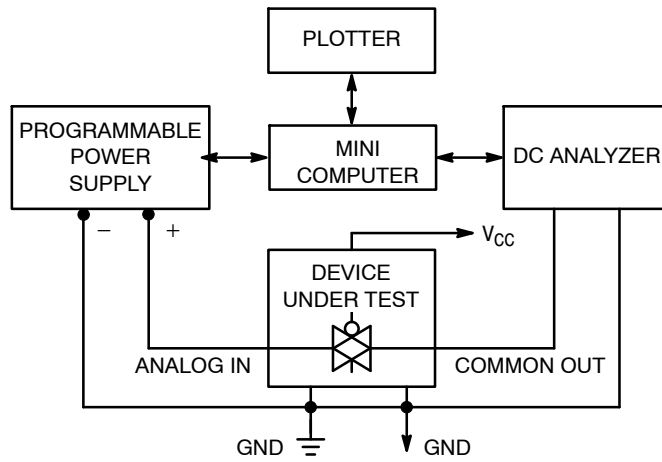 PLOTTER
PROGRAMMABLE
POWER
SUPPLY
MINI
COMPUTER
DC ANALYZER
− +
VCC
DEVICE
UNDER TEST
ANALOG IN
COMMON OUT
GND
GND